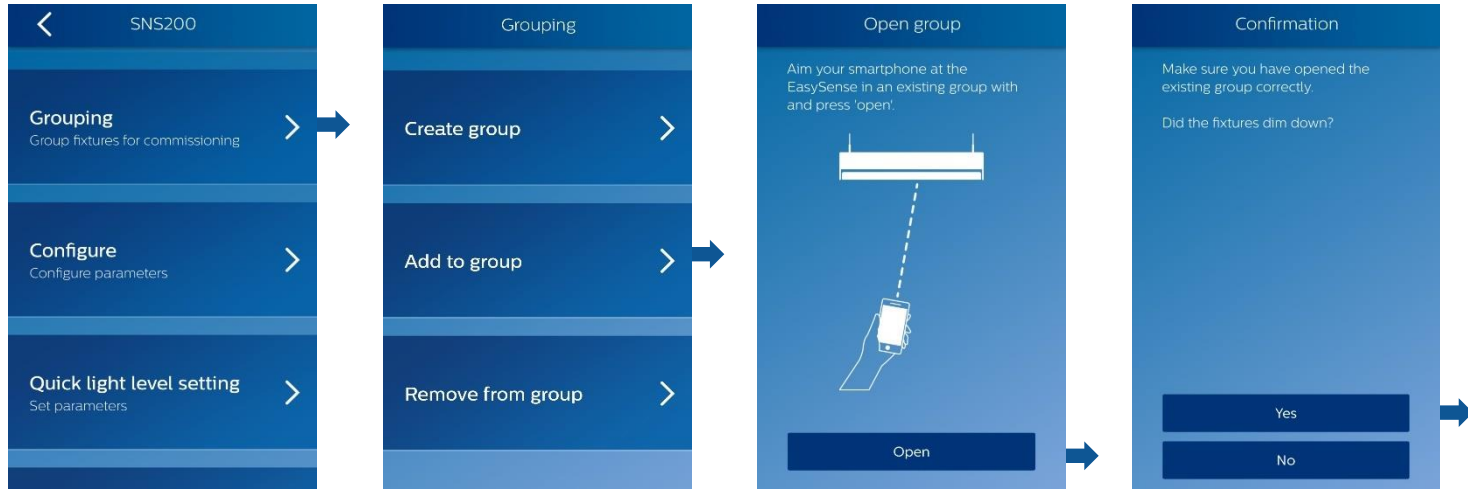 SNS200
Grouping
Group fixtures for commissioning
Configure
Configure parameters
Quick light level setting
Set parameters
Grouping
Create group
Add to group
Remove from group
Open group
Aim your smartphone at the
EasySense in an existing group with
and press 'open'.
Open
Confirmation
Make sure you have opened the
existing group correctly.
Did the fixtures dim down?
Yes
No